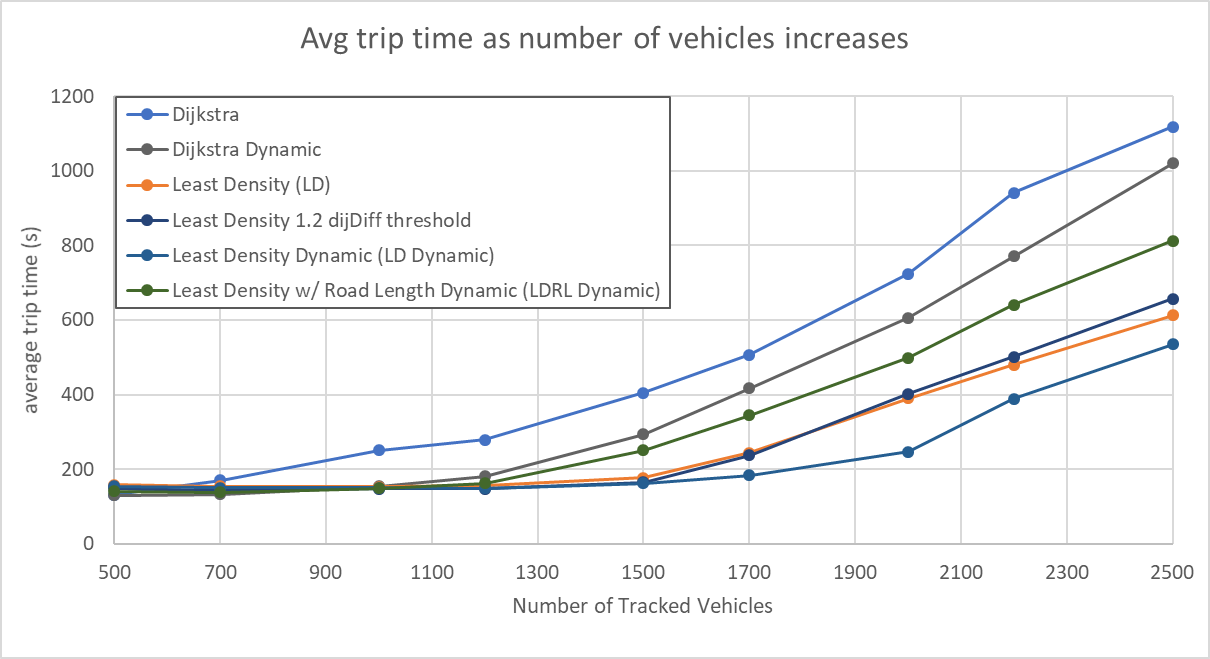 Avg trip time as number of vehicles increases
1200
1000
800
600
400
200
0
average trip time (s)
Dijkstra
Dijkstra Dynamic
Least Density (LD)
Least Density 1.2 dijDiff threshold
Least Density Dynamic (LD Dynamic)
Least Density w/ Road Length Dynamic (LDRL Dynamic)
500 700 900 1100 1300 1500 1700 1900 2100 2300 2500
Number of Tracked Vehicles